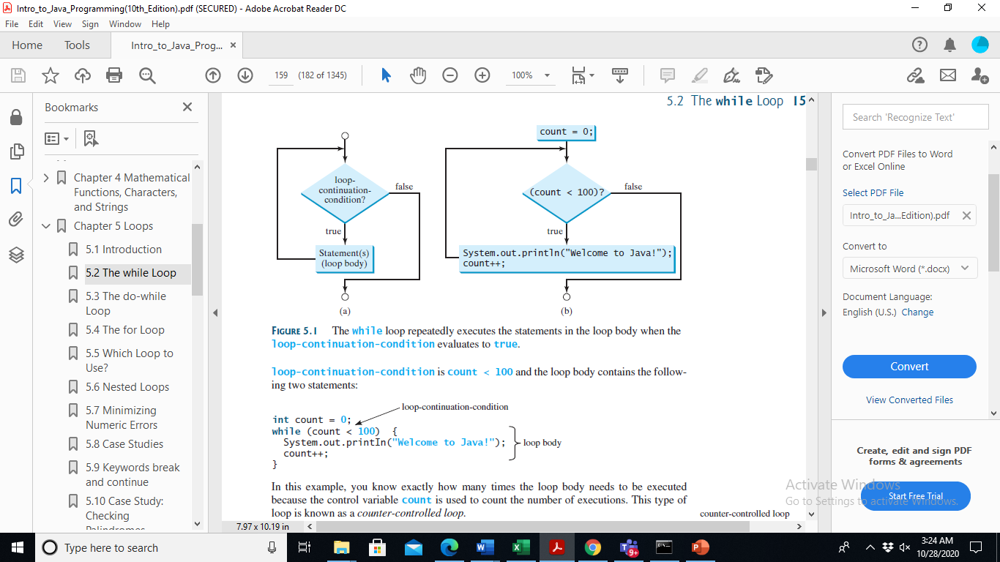 Intro_to_Java_Programming(10th_Edition).pdf (SECURED) - Adobe Acrobat Reader DC
File Edit View Sign Window Help
Home Tools Intro_to_Java_Prog... ×
159 (182 of 1345) 100%
Bookmarks
Chapter 4 Mathematical
Functions, Characters,
and Strings
Chapter 5 Loops
5.1 Introduction
5.2 The while Loop
5.3 The do-while
Loop
5.4 The for Loop
5.5 Which Loop to
Use?
5.6 Nested Loops
5.7 Minimizing
Numeric Errors
5.8 Case Studies
5.9 Keywords break
and continue
5.10 Case Study:
Checking
Palindromes
5.2 The while Loop 15
loop-
continuation-
condition?
false
true
Statement(s)
(loop body)
(a)
count = 0;
(count < 100)?
false
true
System.out.println("Welcome to Java!");
count++;
(b)
FIGURE 5.1 The while loop repeatedly executes the statements in the loop body when the
loop-continuation-condition evaluates to true.
loop-continuation-condition is count < 100 and the loop body contains the follow-
ing two statements:
loop-continuation-condition
int count = 0;
while (count < 100) {
System.out.printIn("Welcome to Java!");
count++;
}
loop body
In this example, you know exactly how many times the loop body needs to be executed
because the control variable count is used to count the number of executions. This type of
loop is known as a counter-controlled loop.
counter-controlled loop
7.97 x 10.19 in
Search 'Recognize Text'
Convert PDF Files to Word
or Excel Online
Select PDF File
Intro_to_Ja...Edition).pdf
Convert to
Microsoft Word (*.docx)
Document Language:
English (U.S.) Change
Convert
View Converted Files
Create, edit and sign PDF
forms & agreements
Start Free Trial
Activate Windows
Go to Settings to activate Windows.
Type here to search
9+
3:24 AM
10/28/2020